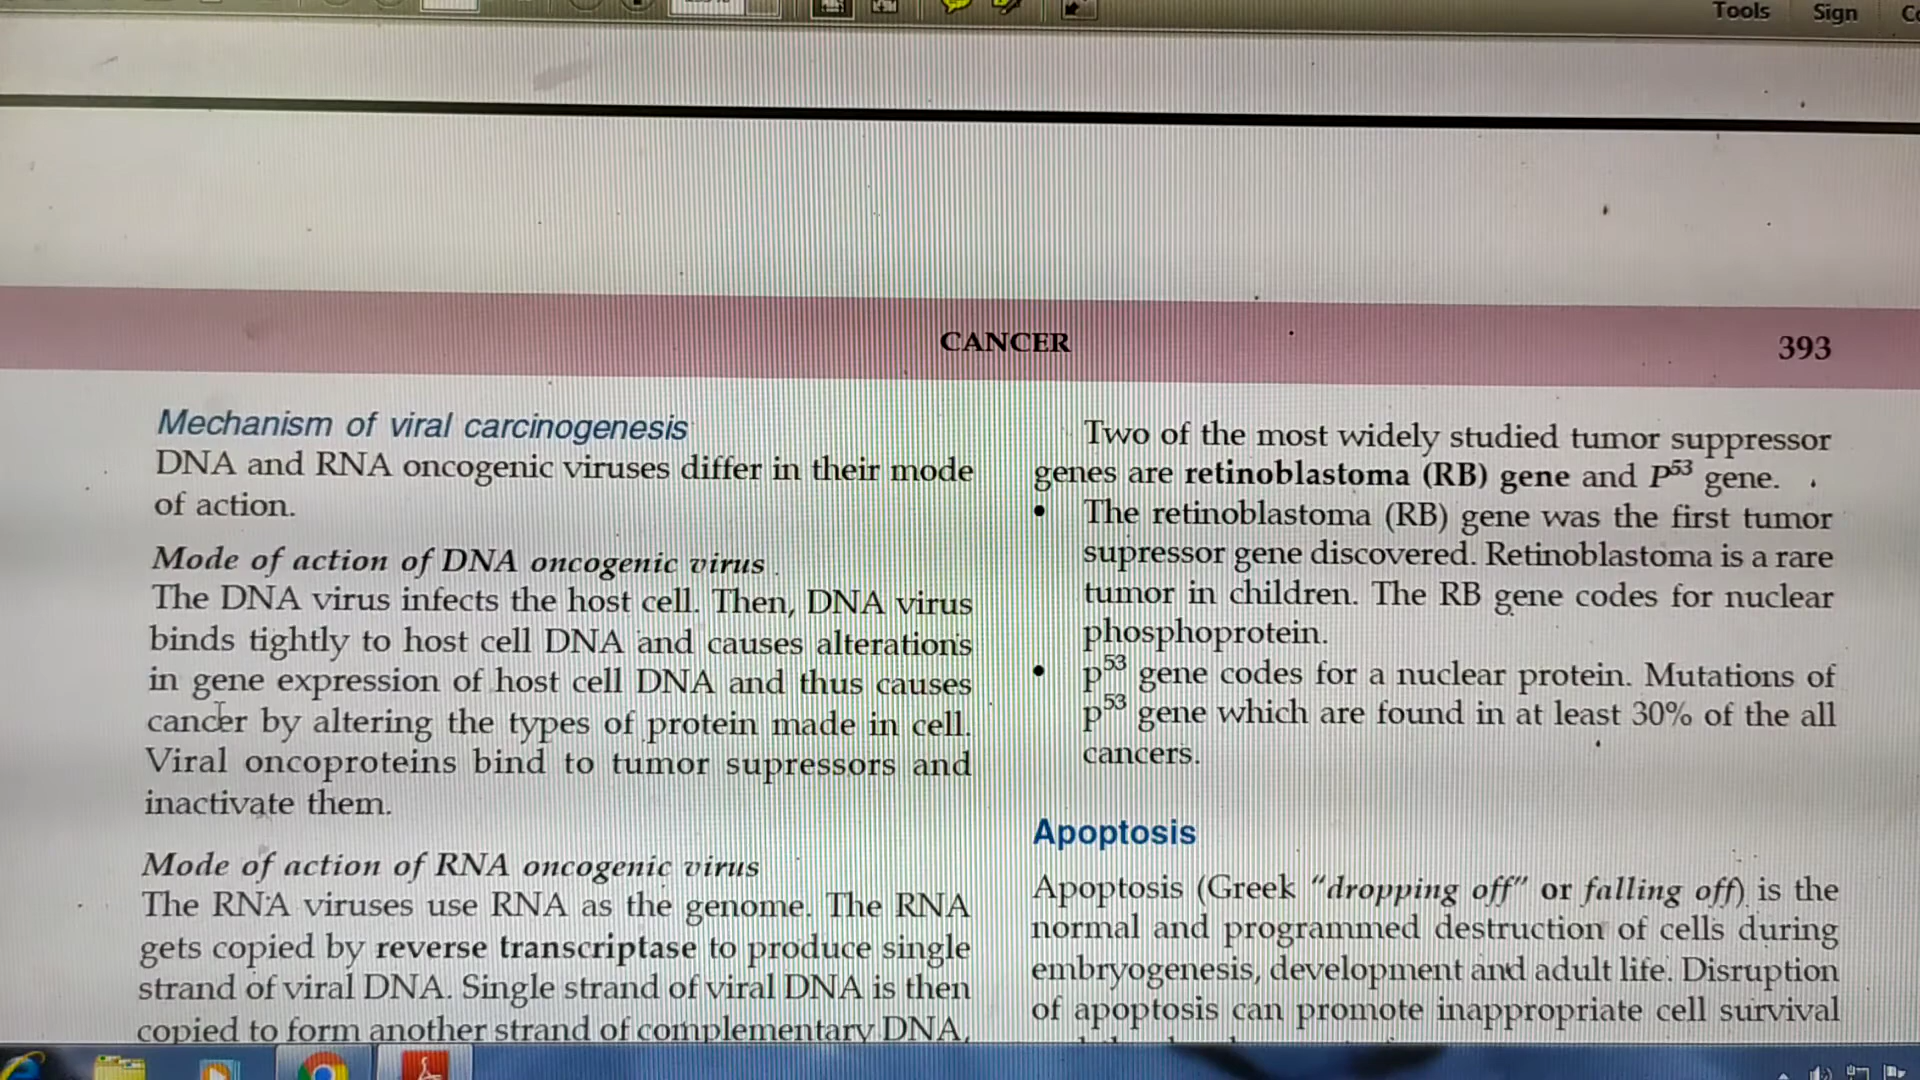 Tools Sign
CANCER
393
Mechanism of viral carcinogenesis
DNA and RNA oncogenic viruses differ in their mode
of action.
Mode of action of DNA oncogenic virus
The DNA virus infects the host cell. Then, DNA virus
binds tightly to host cell DNA and causes alterations
in gene expression of host cell DNA and thus causes
cancer by altering the types of protein made in cell.
Viral oncoproteins bind to tumor supressors and
inactivate them.
Mode of action of RNA oncogenic virus
The RNA viruses use RNA as the genome. The RNA
gets copied by reverse transcriptase to produce single
strand of viral DNA. Single strand of viral DNA is then
copied to form another strand of complementary DNA,
Two of the most widely studied tumor suppressor
genes are retinoblastoma (RB) gene and P⁵³ gene.
• The retinoblastoma (RB) gene was the first tumor
supressor gene discovered. Retinoblastoma is a rare
tumor in children. The RB gene codes for nuclear
phosphoprotein.
• p⁵³ gene codes for a nuclear protein. Mutations of
p⁵³ gene which are found in at least 30% of the all
cancers.
Apoptosis
Apoptosis (Greek “dropping off” or falling off) is the
normal and programmed destruction of cells during
embryogenesis, development and adult life. Disruption
of apoptosis can promote inappropriate cell survival